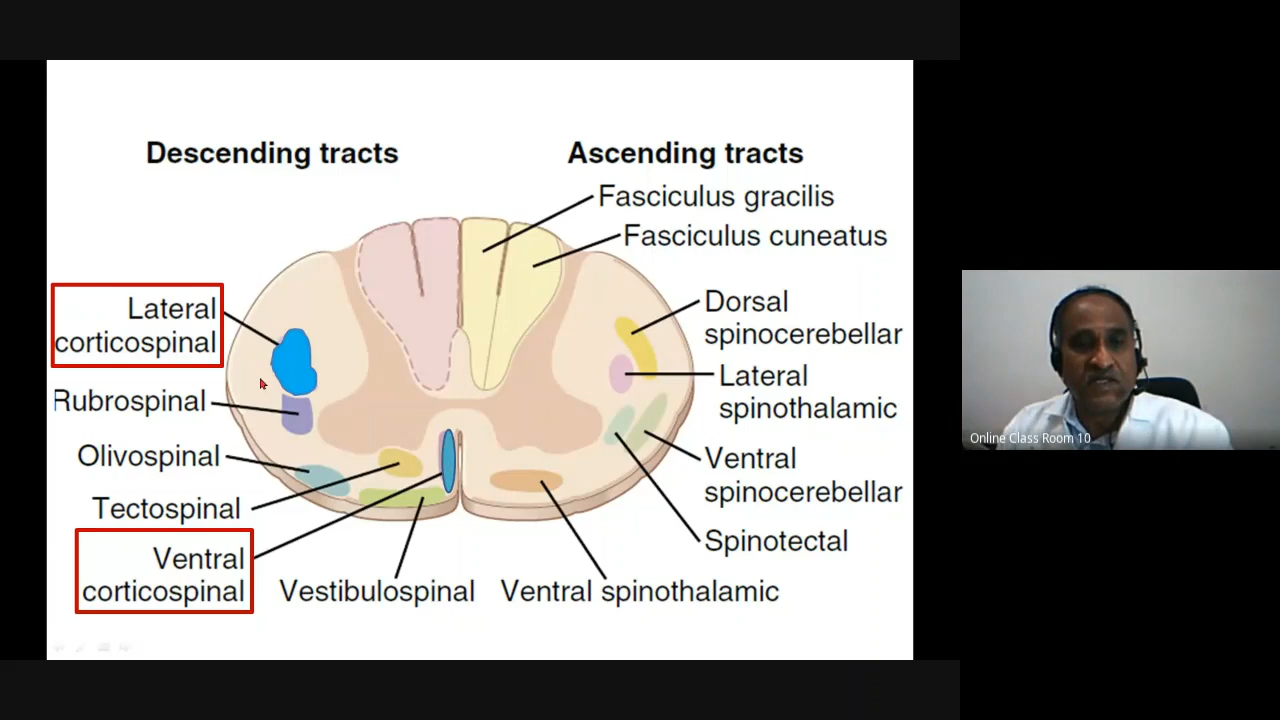 Descending tracts
Ascending tracts
Fasciculus gracilis
Fasciculus cuneatus
Lateral
corticospinal
Rubrospinal
Olivospinal
Tectospinal
Ventral
corticospinal
Vestibulospinal
Dorsal
spinocerebellar
Lateral
spinothalamic
Ventral
spinocerebellar
Spinotectal
Ventral spinothalamic
Online Class Room 10